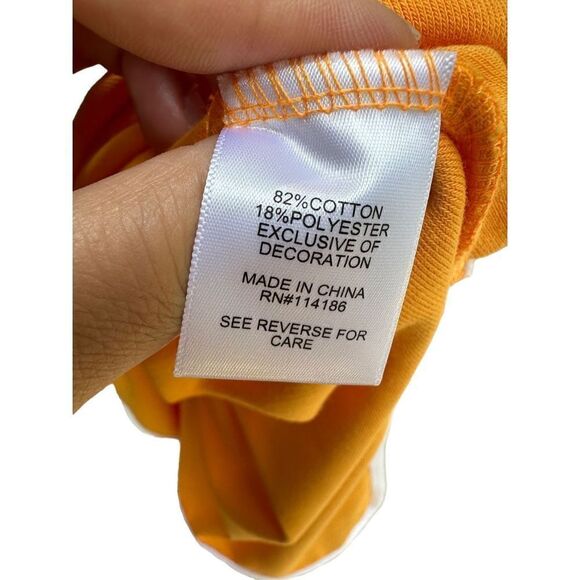 82%COTTON
18%POLYESTER
EXCLUSIVE OF
DECORATION
MADE IN CHINA
RN#114186
SEE REVERSE FOR
CARE